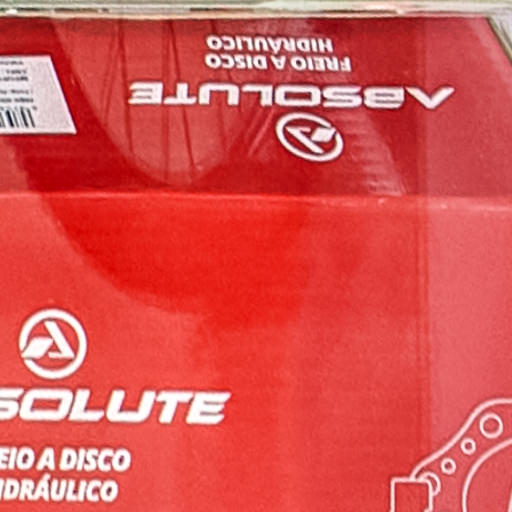 ABSOLUTE
FREIO A DISCO
HIDRÁULICO
SOLUTE
EIO A DISCO
IDRÁULICO